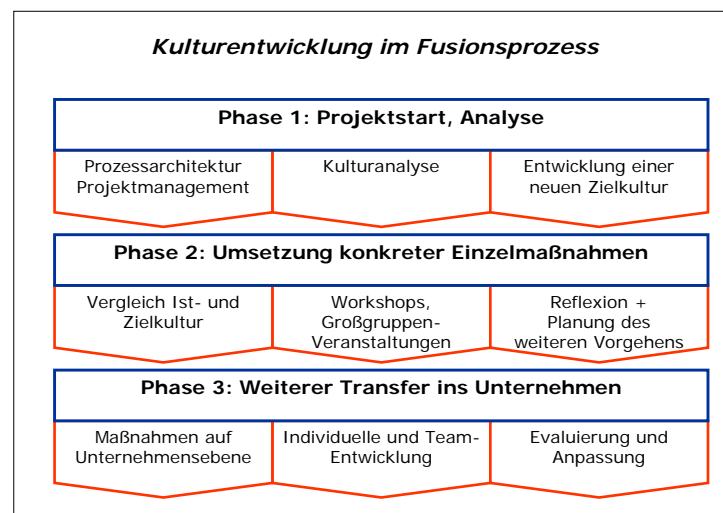 Kulturentwicklung im Fusionsprozess
Phase 1: Projektstart, Analyse
Prozessarchitektur
Projektmanagement
Kulturanalyse
Entwicklung einer
neuen Zielkultur
Phase 2: Umsetzung konkreter Einzelmaßnahmen
Vergleich Ist- und
Zielkultur
Workshops,
Großgruppen-
Veranstaltungen
Reflexion +
Planung des
weiteren Vorgehens
Phase 3: Weiterer Transfer ins Unternehmen
Maßnahmen auf
Unternehmensebene
Individuelle und Team-
Entwicklung
Evaluierung und
Anpassung